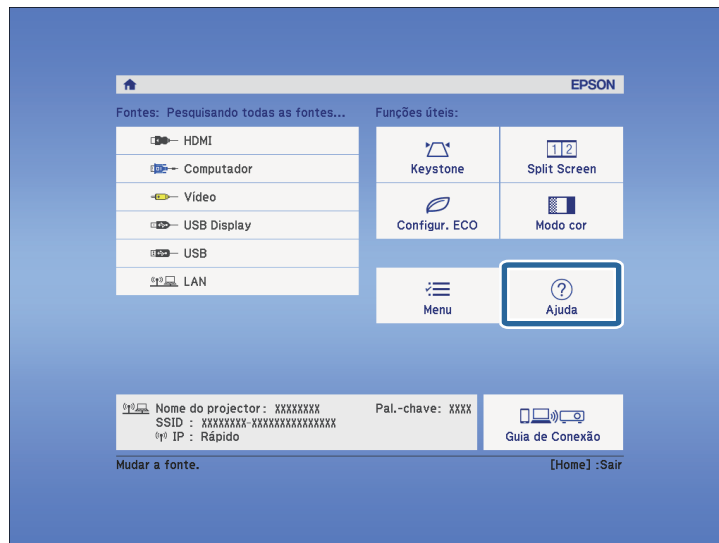 EPSON
Fontes: Pesquisando todas as fontes...
HDMI
Computador
Vídeo
USB Display
USB
LAN
Funções úteis:
Keystone
1 2
Split Screen
Configur. ECO
Modo cor
Menu
?
Ajuda
Nome do projector: XXXXXXXX
SSID : XXXXXXXX-XXXXXXXXXXXXXXX
IP : Rápido
Pal.-chave: XXXX
Guia de Conexão
Mudar a fonte.
[Home] :Sair